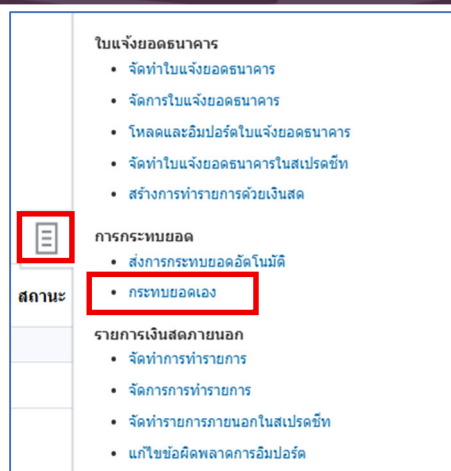 ใบแจ้งยอดธนาคาร
• จัดทำใบแจ้งยอดธนาคาร
• จัดการใบแจ้งยอดธนาคาร
• โหลดและอิมปอร์ตใบแจ้งยอดธนาคาร
• จัดทำใบแจ้งยอดธนาคารในสเปรดชีท
• สร้างการทำรายการด้วยเงินสด
การกระทบยอด
• ส่งการกระทบยอดอัตโนมัติ
สถานะ
• กระทบยอดเอง
รายการเงินสดภายนอก
• จัดทำการทำรายการ
• จัดการการทำรายการ
• จัดทำรายการภายนอกในสเปรดชีท
• แก้ไขข้อผิดพลาดการอิมปอร์ต